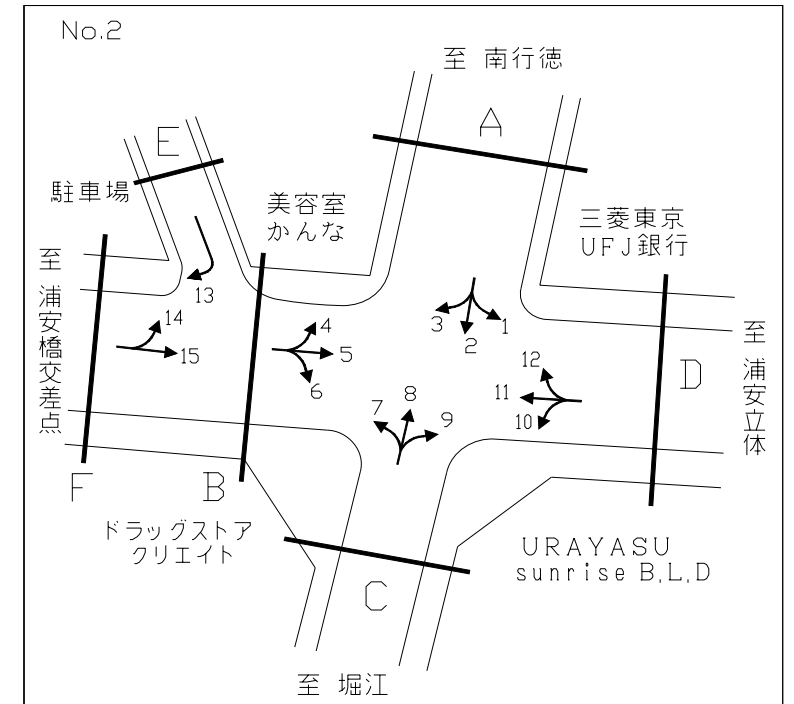 No.2
至 南行徳
A
E
駐車場
美容室
かんな
三菱東京
UFJ銀行
至 浦安橋交差点
13
14
15
4
5
6
3
2
1
12
11
10
D
至 浦安立体
7
8
9
F
B
ドラッグストア
クリエイト
C
URAYASU
sunrise B,L,D
至 堀江